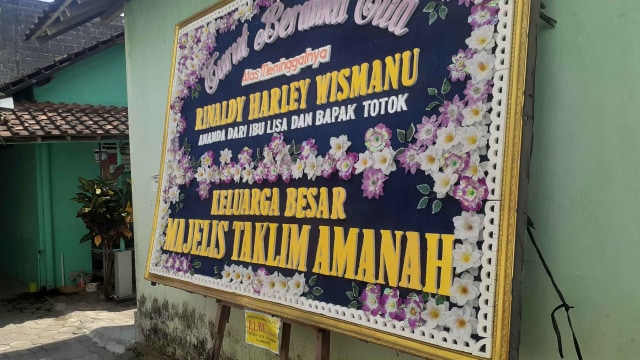 Turut Berduka Cita
Atas Meninggalnya
RINALDY HARLEY WISMANU
ANANDA DARI IBU LISA DAN BAPAK TOTOK
KELUARGA BESAR
MAJELIS TAKLIM AMANAH